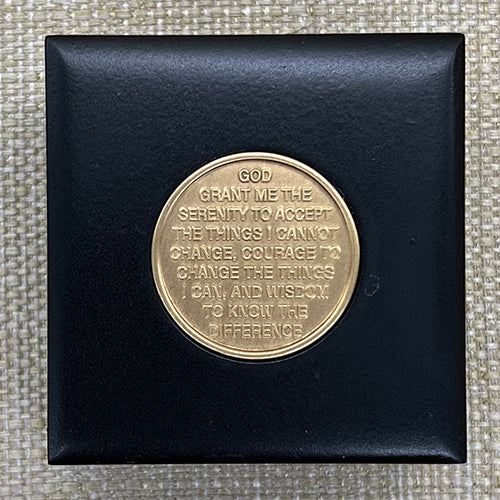 GOD
GRANT ME THE
SERENITY TO ACCEPT
THE THINGS I CANNOT
CHANGE, COURAGE TO
CHANGE THE THINGS
I CAN, AND WISDOM
TO KNOW THE
DIFFERENCE